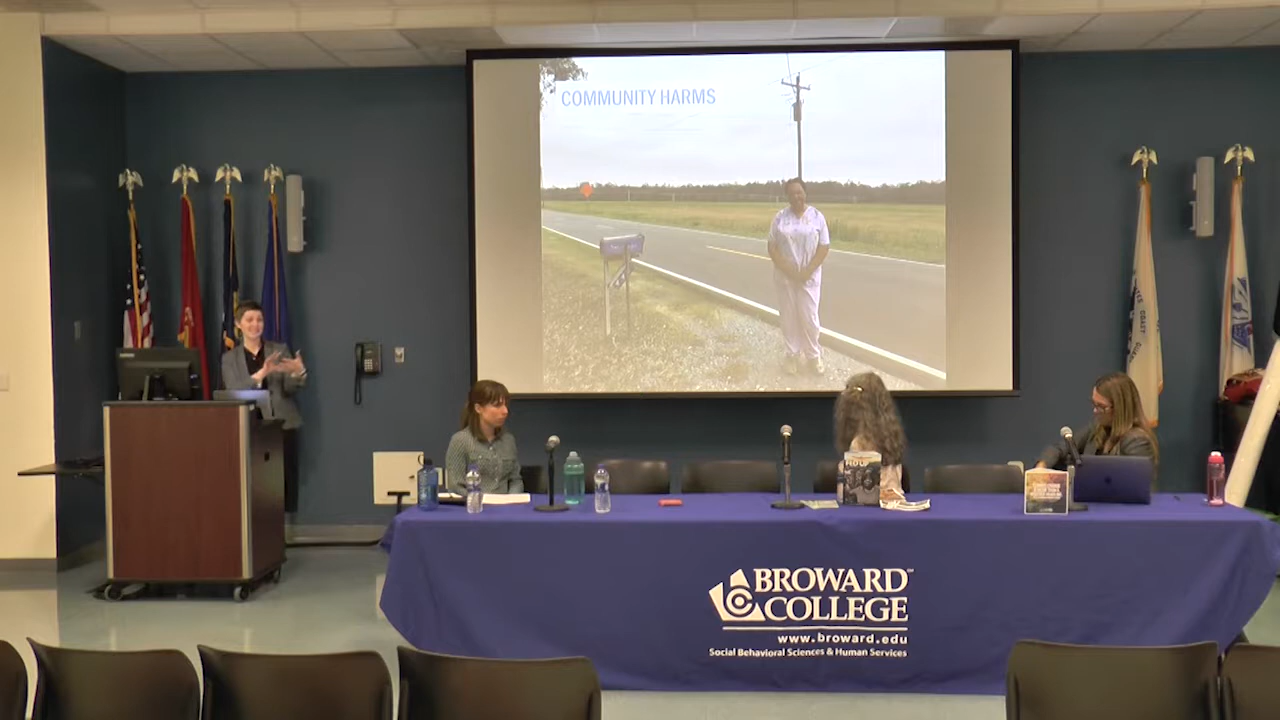 COMMUNITY HARMS
BROWARD
COLLEGE
www.broward.edu
Social Behavioral Sciences & Human Services